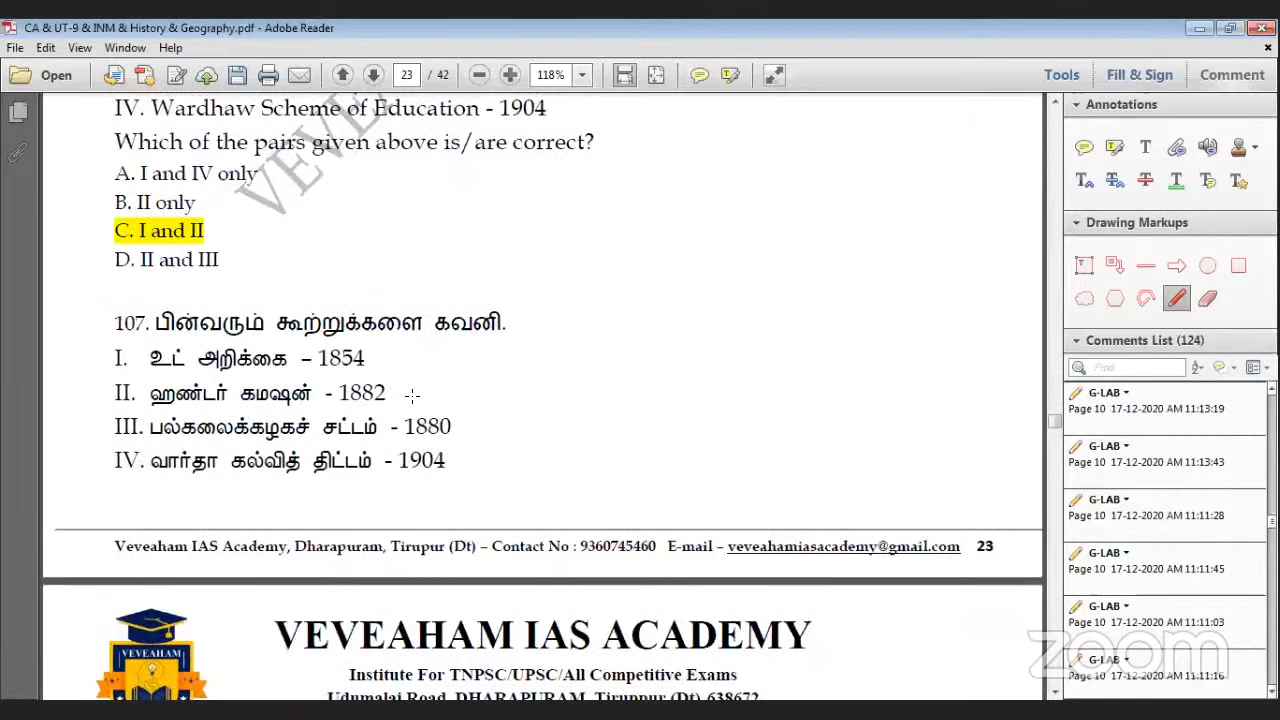 CA & UT-9 & INM & History & Geography.pdf - Adobe Reader
File Edit View Window Help
Open 23 / 42 118% Tools Fill & Sign Comment
IV. Wardhaw Scheme of Education - 1904
Which of the pairs given above is/are correct?
A. I and IV only
B. II only
C. I and II
D. II and III
107. பின்வரும் கூற்றுக்களை கவனி.
I. உட் அறிக்கை – 1854
II. ஹண்டர் கமஷன் - 1882
III. பல்கலைக்கழகச் சட்டம் - 1880
IV. வார்தா கல்வித் திட்டம் - 1904
Veveaham IAS Academy, Dharapuram, Tirupur (Dt) – Contact No : 9360745460 E-mail – veveahamiasacademy@gmail.com 23
VEVEAHAM
VEVEAHAM IAS ACADEMY
Institute For TNPSC/UPSC/All Competitive Exams
Udumalai Road, DHARAPURAM, Tiruppur (Dt)-638672
Annotations
Drawing Markups
Comments List (124)
Find
G-LAB
Page 10 17-12-2020 AM 11:13:19
G-LAB
Page 10 17-12-2020 AM 11:13:43
G-LAB
Page 10 17-12-2020 AM 11:11:28
G-LAB
Page 10 17-12-2020 AM 11:11:45
G-LAB
Page 10 17-12-2020 AM 11:11:03
G-LAB
Page 10 17-12-2020 AM 11:11:16
zoom